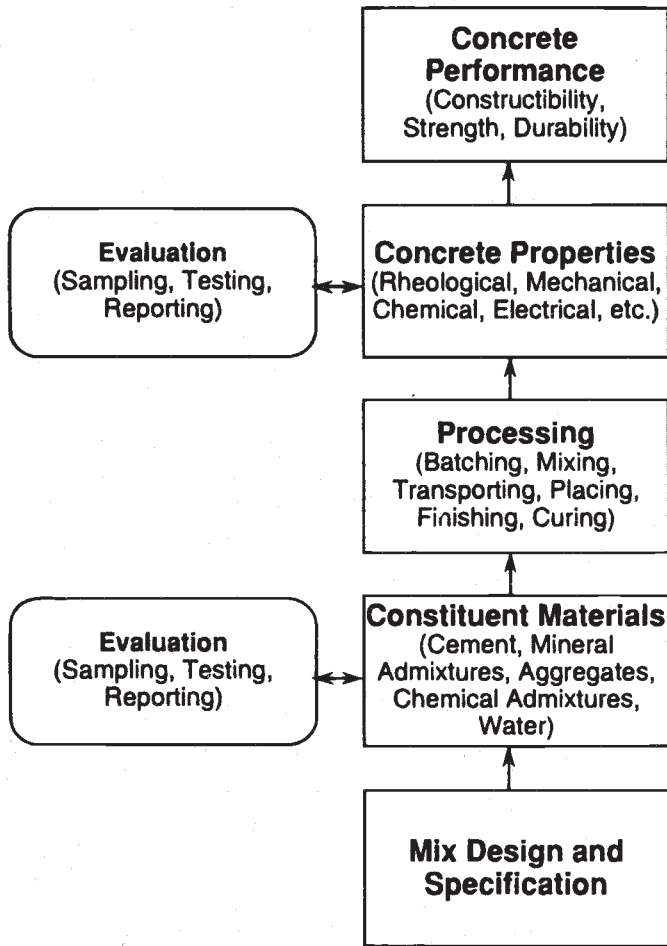 Concrete
Performance
(Constructibility,
Strength, Durability)
Evaluation
(Sampling, Testing,
Reporting)
Concrete Properties
(Rheological, Mechanical,
Chemical, Electrical, etc.)
Processing
(Batching, Mixing,
Transporting, Placing,
Finishing, Curing)
Evaluation
(Sampling, Testing,
Reporting)
Constituent Materials
(Cement, Mineral
Admixtures, Aggregates,
Chemical Admixtures,
Water)
Mix Design and
Specification